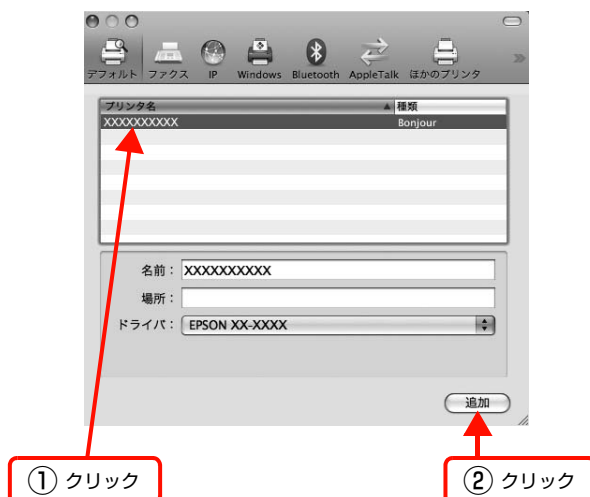 デフォルト ファクス IP Windows Bluetooth AppleTalk ほかのプリンタ
プリンタ名 種類
XXXXXXXXXX Bonjour
名前： XXXXXXXXXX
場所：
ドライバ： EPSON XX-XXXX
追加
① クリック
② クリック